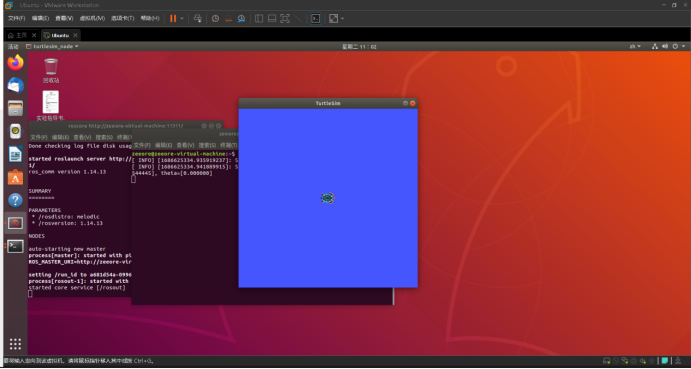 Ubuntu - VMware Workstation
文件(F) 编辑(E) 查看(V) 虚拟机(M) 选项卡(T) 帮助(H)
主页 Ubuntu
活动 turtlesim_node 星期二 11：02 zh
回收站
实验指导书.
TurtleSim
zeeore http://zeeore-virtual-machine:11311/
zeeore
文件(F) 编辑(E) 查看(V) 搜索(S) 终端(T)
文件(F) 编辑(E) 查看(V) 搜索(S) 终端(T)
Done checking log file disk usag
zeeore@zeeore-virtual-machine:~$
started roslaunch server http://
[ INFO] [1686625334.935919237]: S
1/
[ INFO] [1686625334.941889915]: S
ros_comm version 1.14.13
544445], theta=[0.000000]
SUMMARY
========
PARAMETERS
* /rosdistro: melodic
* /rosversion: 1.14.13
NODES
auto-starting new master
process[master]: started with pi
ROS_MASTER_URI=http://zeeore-vir
setting /run_id to a601d54a-0996
process[rosout-1]: started with
started core service [/rosout]
要将输入定向到该虚拟机，请将鼠标指针移入其中或按 Ctrl+G。